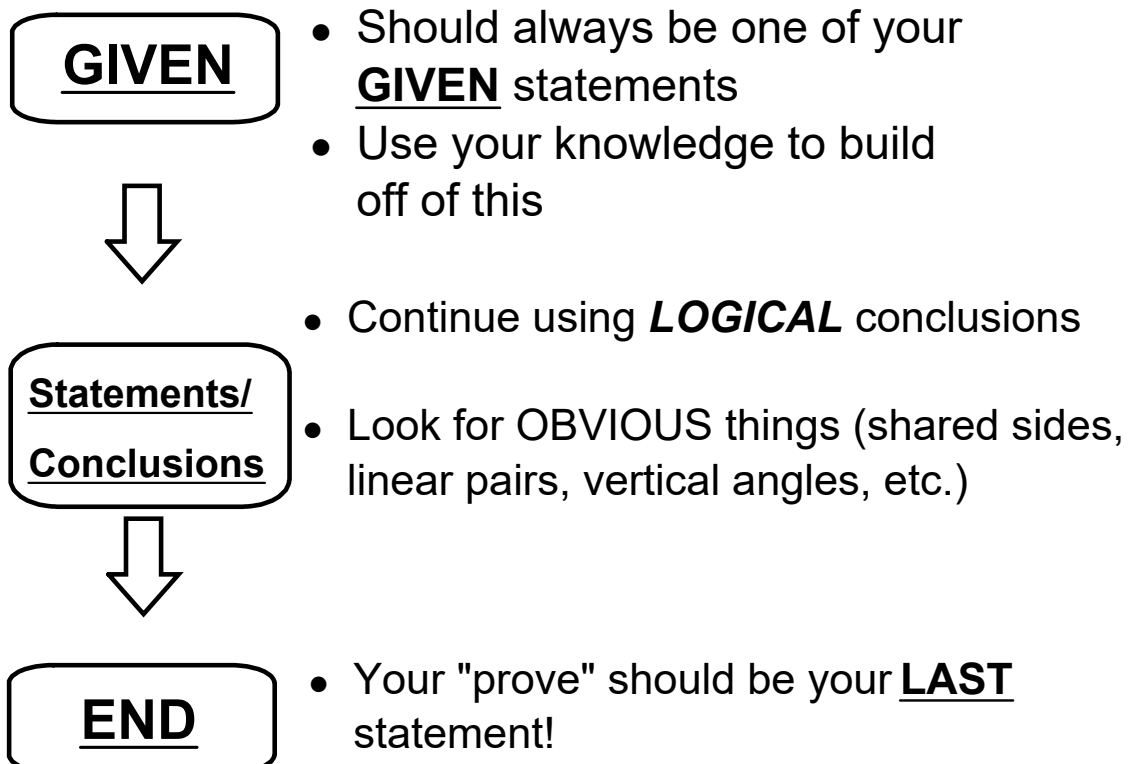 GIVEN
● Should always be one of your
GIVEN statements
● Use your knowledge to build
off of this
Statements/
Conclusions
● Continue using LOGICAL conclusions
● Look for OBVIOUS things (shared sides,
linear pairs, vertical angles, etc.)
END
● Your "prove" should be your LAST
statement!